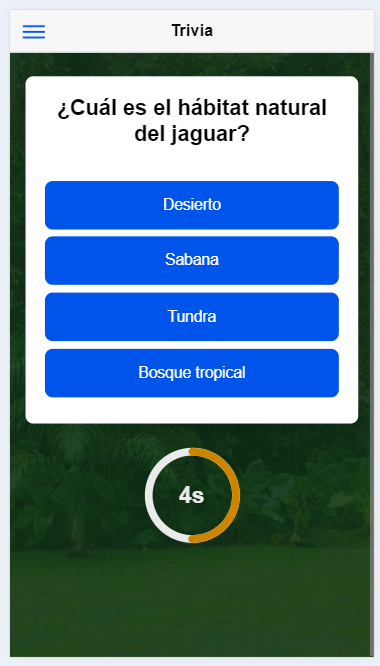 Trivia
¿Cuál es el hábitat natural
del jaguar?
Desierto
Sabana
Tundra
Bosque tropical
4s